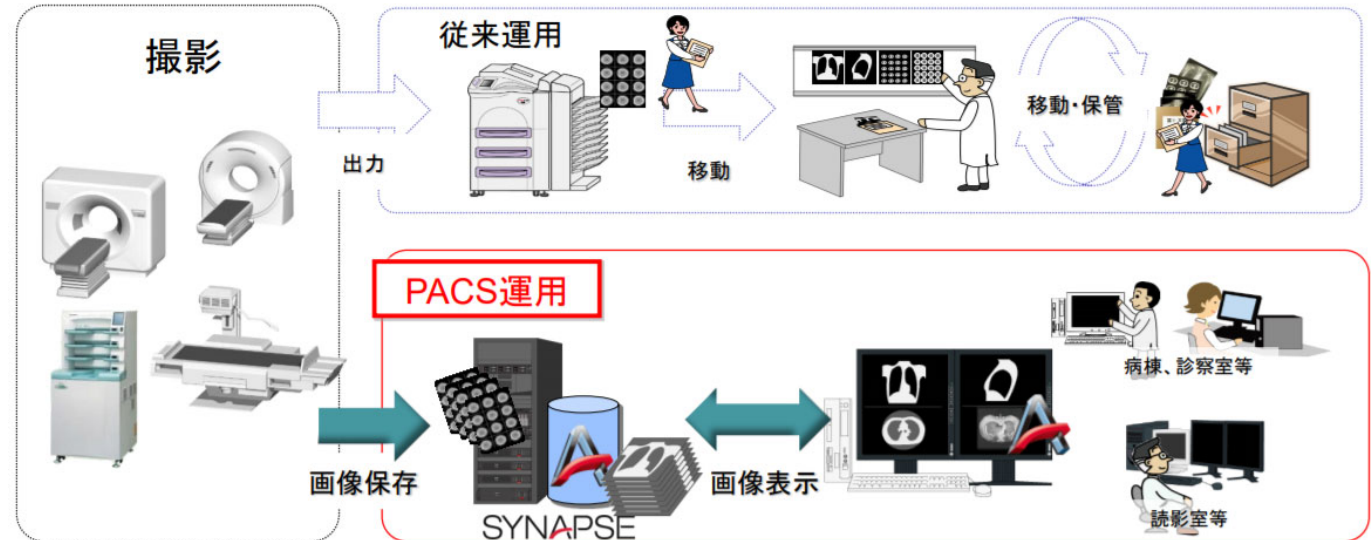 撮影
従来運用
出力
移動
移動・保管
PACS運用
病棟、診察室等
画像保存
画像表示
SYNAPSE
読影室等